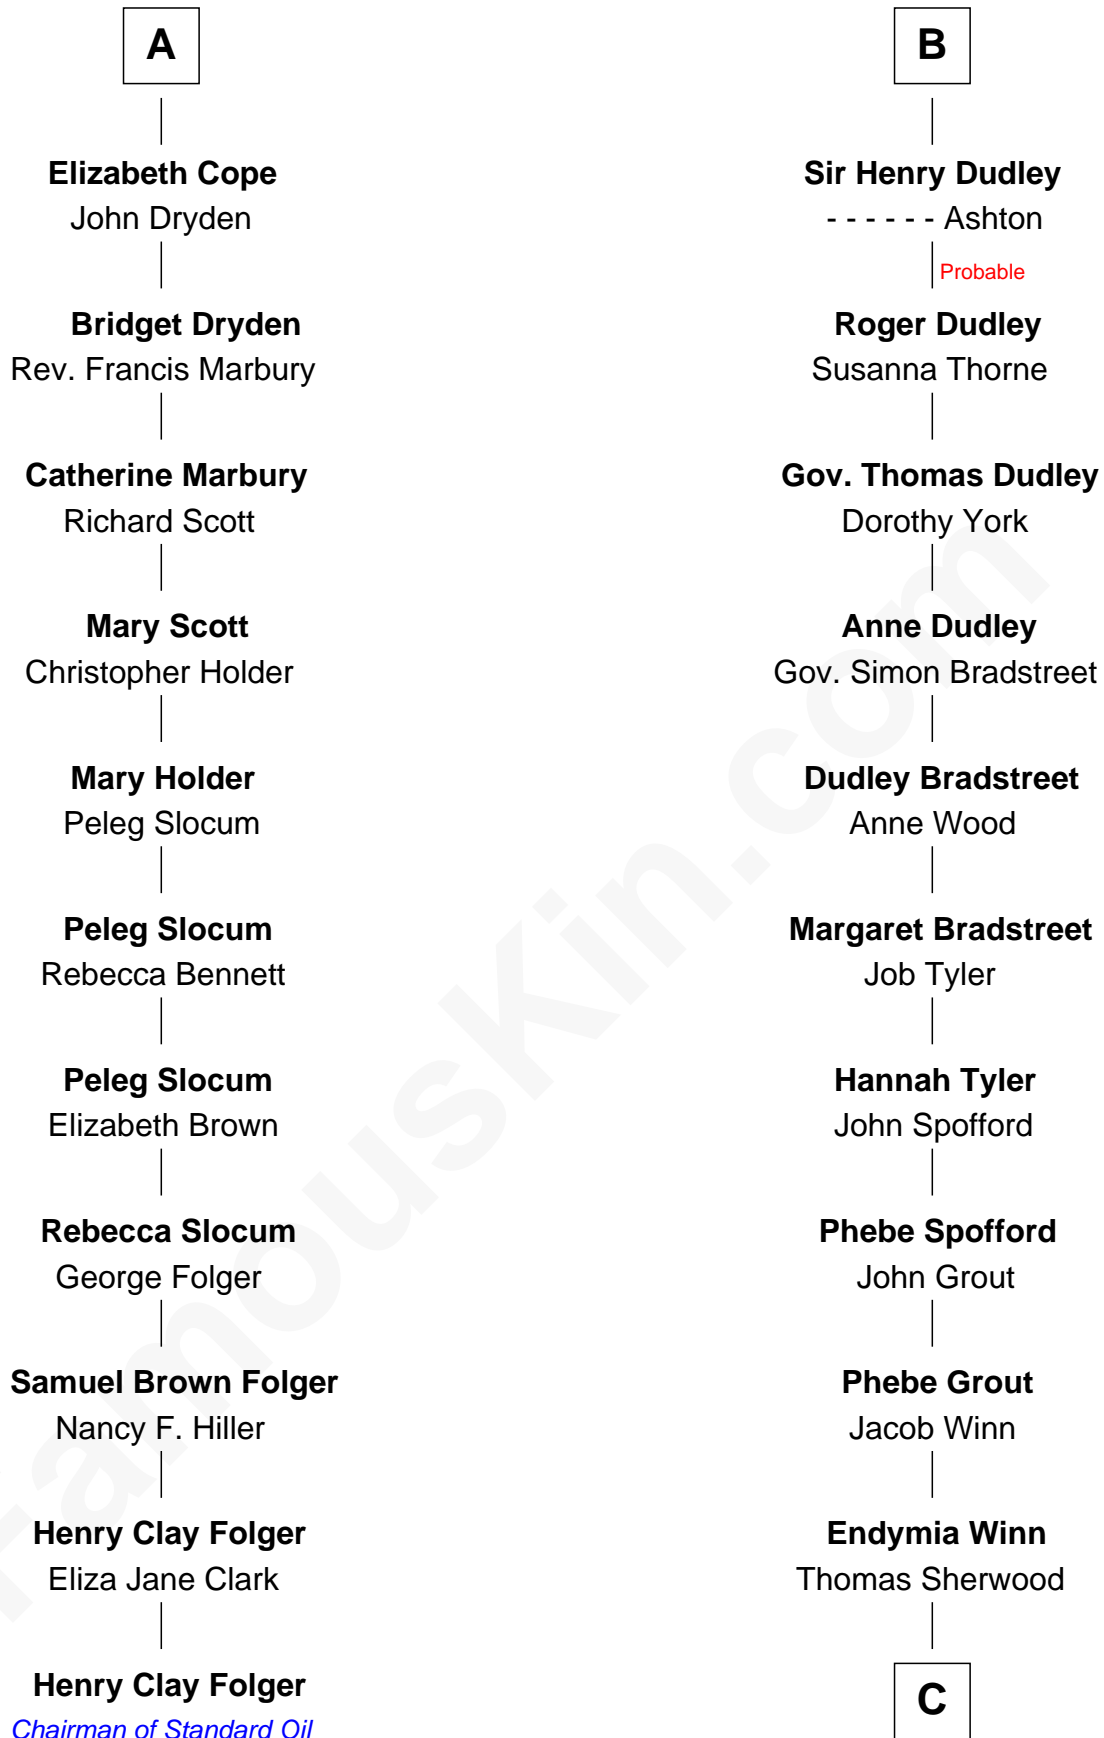 A
Elizabeth Cope
John Dryden
Bridget Dryden
Rev. Francis Marbury
Catherine Marbury
Richard Scott
Mary Scott
Christopher Holder
Mary Holder
Peleg Slocum
Peleg Slocum
Rebecca Bennett
Peleg Slocum
Elizabeth Brown
Rebecca Slocum
George Folger
Samuel Brown Folger
Nancy F. Hiller
Henry Clay Folger
Eliza Jane Clark
Henry Clay Folger
Chairman of Standard Oil
B
Sir Henry Dudley
- - - - - - Ashton
Probable
Roger Dudley
Susanna Thorne
Gov. Thomas Dudley
Dorothy York
Anne Dudley
Gov. Simon Bradstreet
Dudley Bradstreet
Anne Wood
Margaret Bradstreet
Job Tyler
Hannah Tyler
John Spofford
Phebe Spofford
John Grout
Phebe Grout
Jacob Winn
Endymia Winn
Thomas Sherwood
C
FamousKin.com